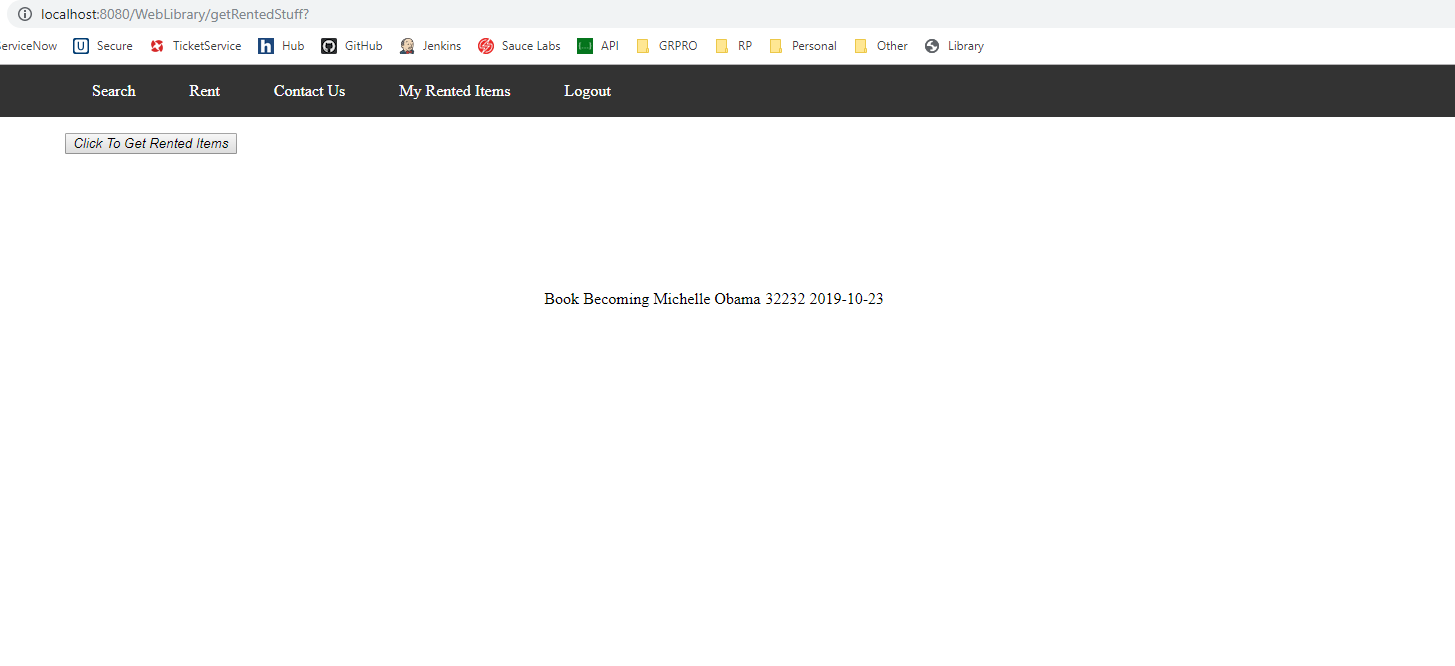 localhost:8080/WebLibrary/getRentedStuff?
erviceNow U Secure TicketService h Hub GitHub Jenkins Sauce Labs API GRPRO RP Personal Other Library
Search Rent Contact Us My Rented Items Logout
Click To Get Rented Items
Book Becoming Michelle Obama 32232 2019-10-23